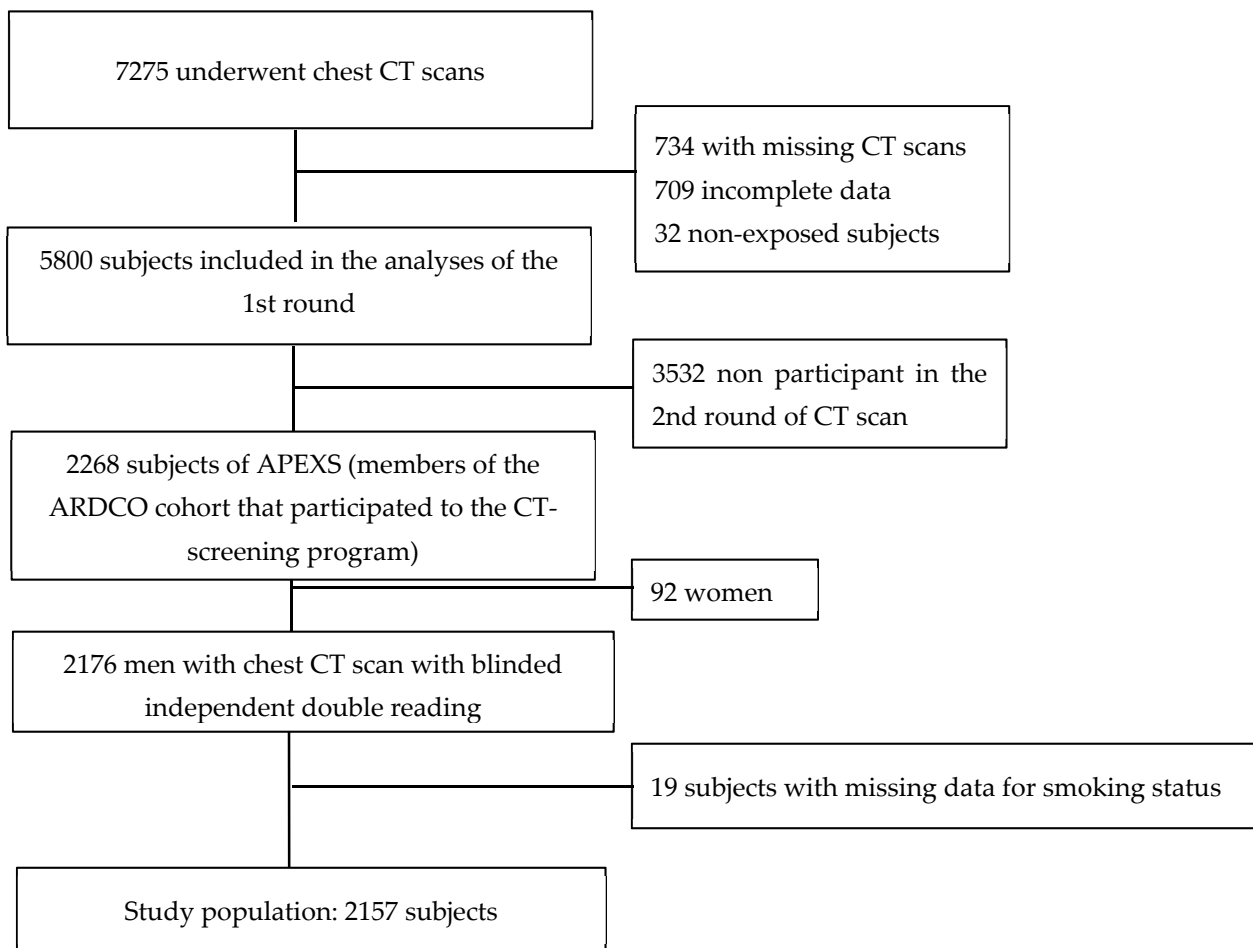 7275 underwent chest CT scans
734 with missing CT scans
709 incomplete data
32 non-exposed subjects
5800 subjects included in the analyses of the
1st round
3532 non participant in the
2nd round of CT scan
2268 subjects of APEXS (members of the
ARDCO cohort that participated to the CT-
screening program)
92 women
2176 men with chest CT scan with blinded
independent double reading
19 subjects with missing data for smoking status
Study population: 2157 subjects